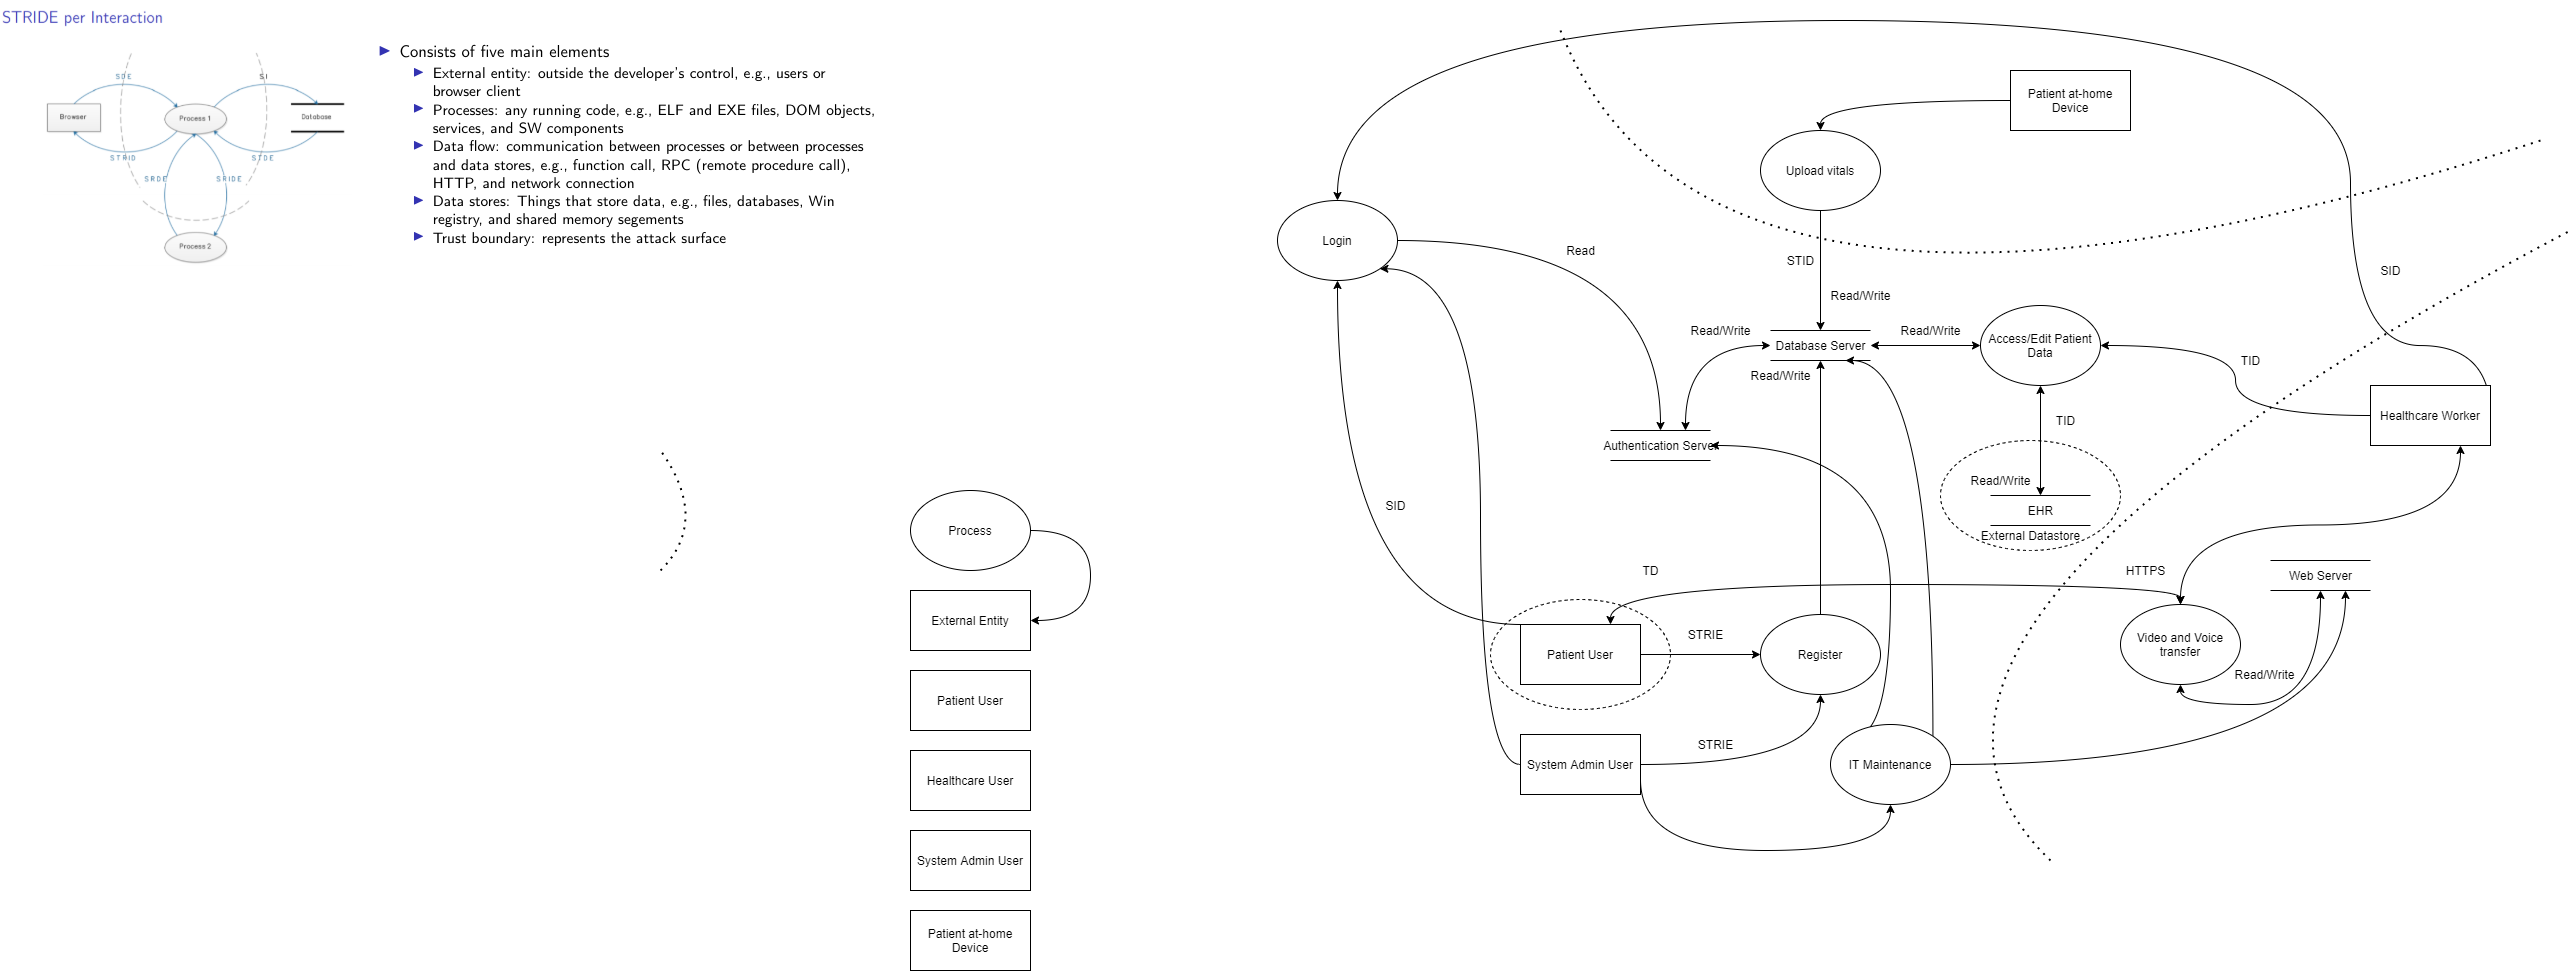 STRIDE per Interaction
SDE
SI
Browser
Process 1
Database
STRID
STDE
SRDE
SRIDE
Process 2
Consists of five main elements
External entity: outside the developer's control, e.g., users or
browser client
Processes: any running code, e.g., ELF and EXE files, DOM objects,
services, and SW components
Data flow: communication between processes or between processes
and data stores, e.g., function call, RPC (remote procedure call),
HTTP, and network connection
Data stores: Things that store data, e.g., files, databases, Win
registry, and shared memory segements
Trust boundary: represents the attack surface
Process
External Entity
Patient User
Healthcare User
System Admin User
Patient at-home
Device
Patient at-home
Device
Upload vitals
Login
Read
STID
SID
Read/Write
Read/Write
Database Server
Read/Write
Access/Edit Patient
Data
TID
Read/Write
Healthcare Worker
TID
Authentication Server
Read/Write
EHR
External Datastore
SID
TD
HTTPS
Web Server
Patient User
STRIE
Register
Video and Voice
transfer
Read/Write
STRIE
System Admin User
IT Maintenance